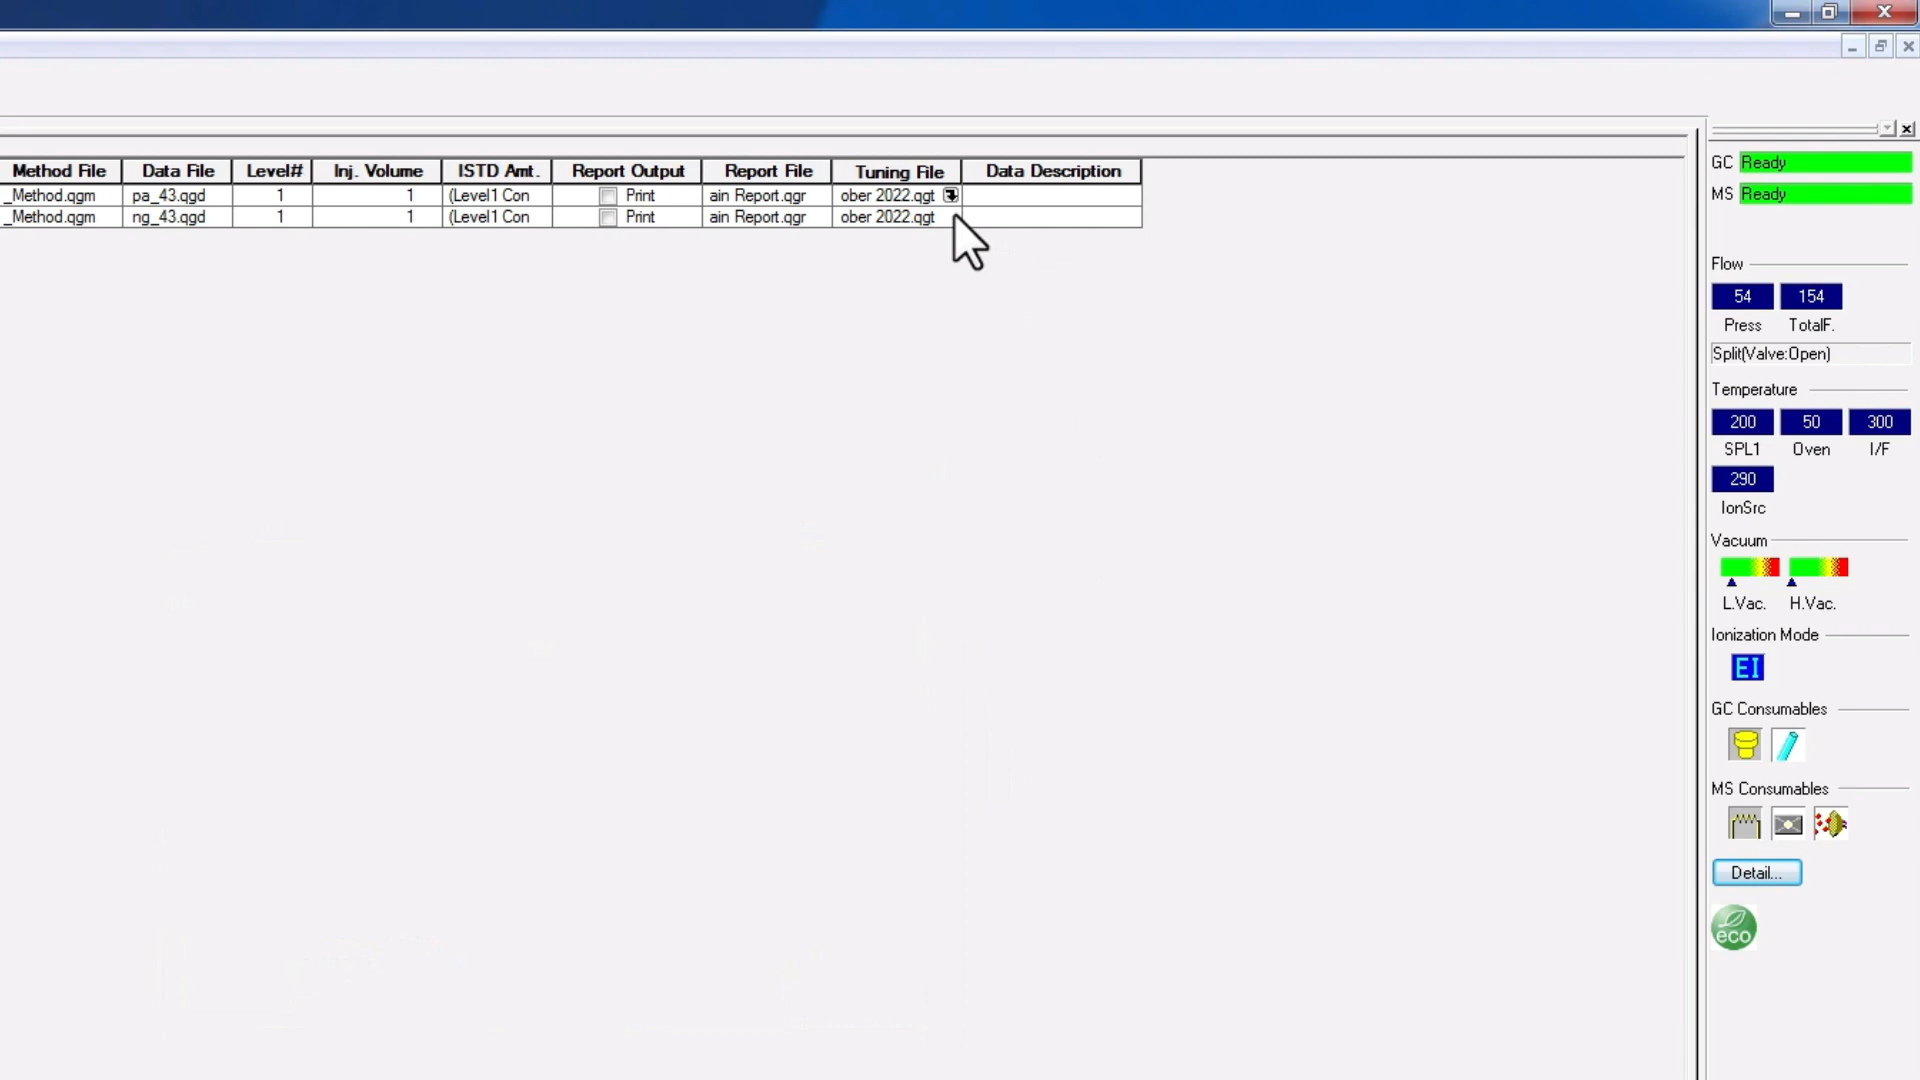 Method File Data File Level# Inj. Volume ISTD Amt. Report Output Report File Tuning File Data Description
_Method.qgm pa_43.qgd 1 1 (Level1 Con Print ain Report.qgr ober 2022.qgt
_Method.qgm ng_43.qgd 1 1 (Level1 Con Print ain Report.qgr ober 2022.qgt
GC Ready
MS Ready
Flow
54 154
Press TotalF.
Split(Valve:Open)
Temperature
200 50 300
SPL1 Oven I/F
290
IonSrc
Vacuum
L.Vac. H.Vac.
Ionization Mode
EI
GC Consumables
MS Consumables
Detail...
eco